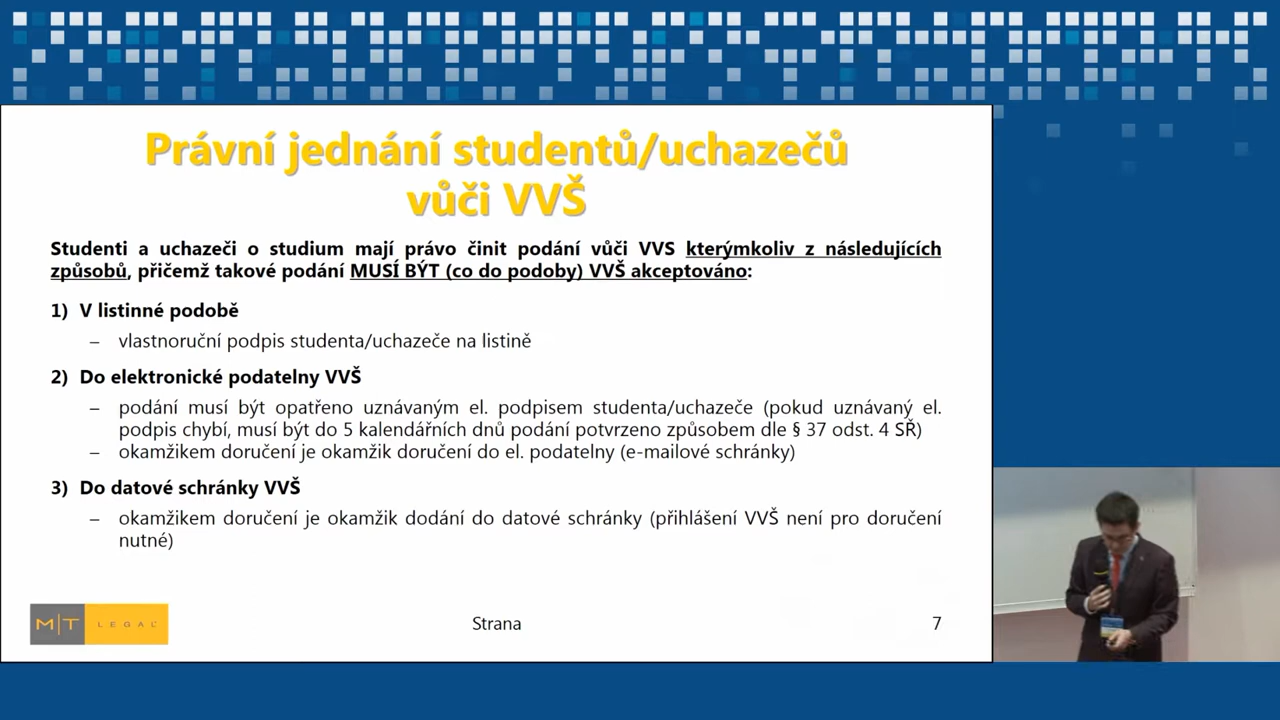 Právní jednání studentů/uchazečů
vůči VVŠ
Studenti a uchazeči o studium mají právo činit podání vůči VVS kterýmkoliv z následujících
způsobů, přičemž takové podání MUSÍ BÝT (co do podoby) VVŠ akceptováno:
1) V listinné podobě
– vlastnoruční podpis studenta/uchazeče na listině
2) Do elektronické podatelny VVŠ
– podání musí být opatřeno uznávaným el. podpisem studenta/uchazeče (pokud uznávaný el.
podpis chybí, musí být do 5 kalendářních dnů podání potvrzeno způsobem dle § 37 odst. 4 SŘ)
– okamžikem doručení je okamžik doručení do el. podatelny (e-mailové schránky)
3) Do datové schránky VVŠ
– okamžikem doručení je okamžik dodání do datové schránky (přihlášení VVŠ není pro doručení
nutné)
M|T LEGAL
Strana
7